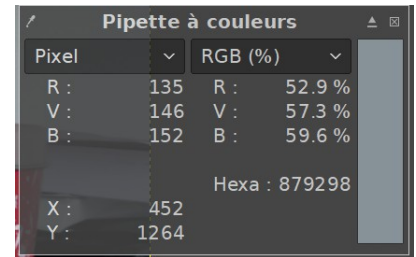 Pipette à couleurs
Pixel RGB (%)
R : 135 R : 52.9 %
V : 146 V : 57.3 %
B : 152 B : 59.6 %
Hexa : 879298
X : 452
Y : 1264